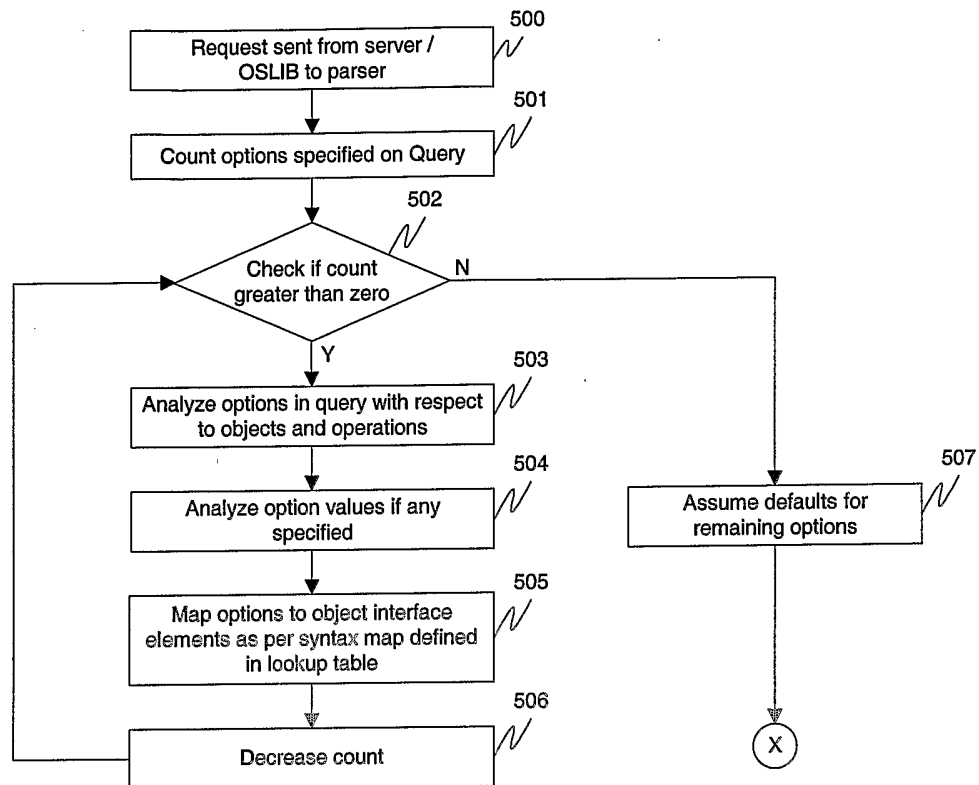 500
Request sent from server /
OSLIB to parser
501
Count options specified on Query
502
Check if count
greater than zero
N
Y
503
Analyze options in query with respect
to objects and operations
504
Analyze option values if any
specified
507
Assume defaults for
remaining options
505
Map options to object interface
elements as per syntax map defined
in lookup table
506
Decrease count
X